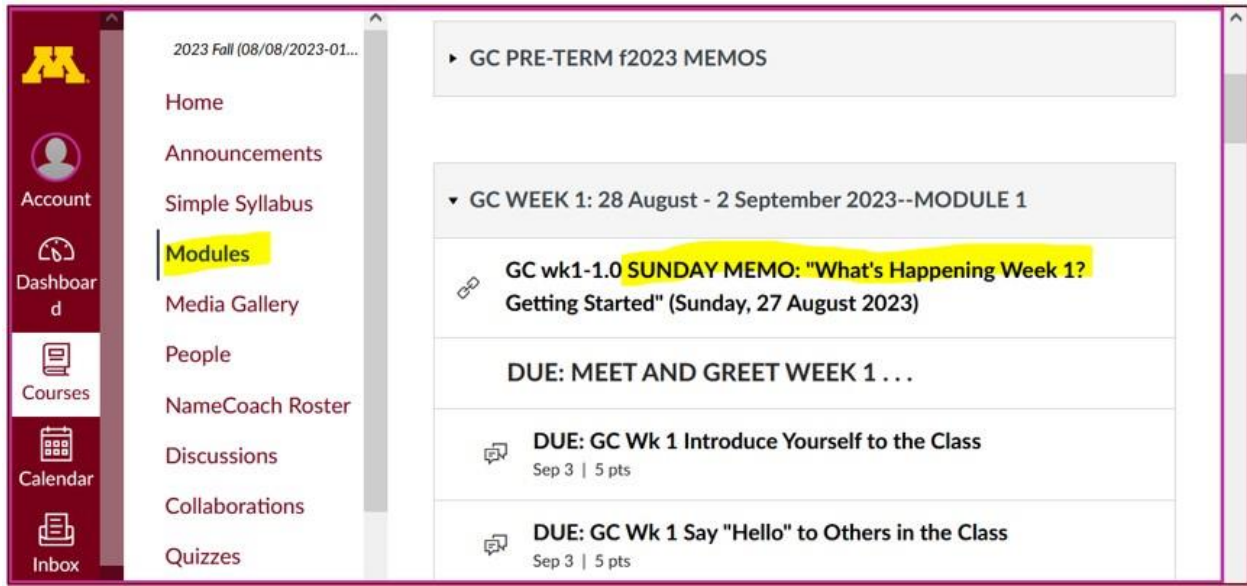 M
Account
Dashboar
d
Courses
Calendar
Inbox
2023 Fall (08/08/2023-01...
Home
Announcements
Simple Syllabus
Modules
Media Gallery
People
NameCoach Roster
Discussions
Collaborations
Quizzes
GC PRE-TERM f2023 MEMOS
GC WEEK 1: 28 August - 2 September 2023--MODULE 1
GC wk1-1.0 SUNDAY MEMO: "What's Happening Week 1?
Getting Started" (Sunday, 27 August 2023)
DUE: MEET AND GREET WEEK 1 . . .
DUE: GC Wk 1 Introduce Yourself to the Class
Sep 3 | 5 pts
DUE: GC Wk 1 Say "Hello" to Others in the Class
Sep 3 | 5 pts